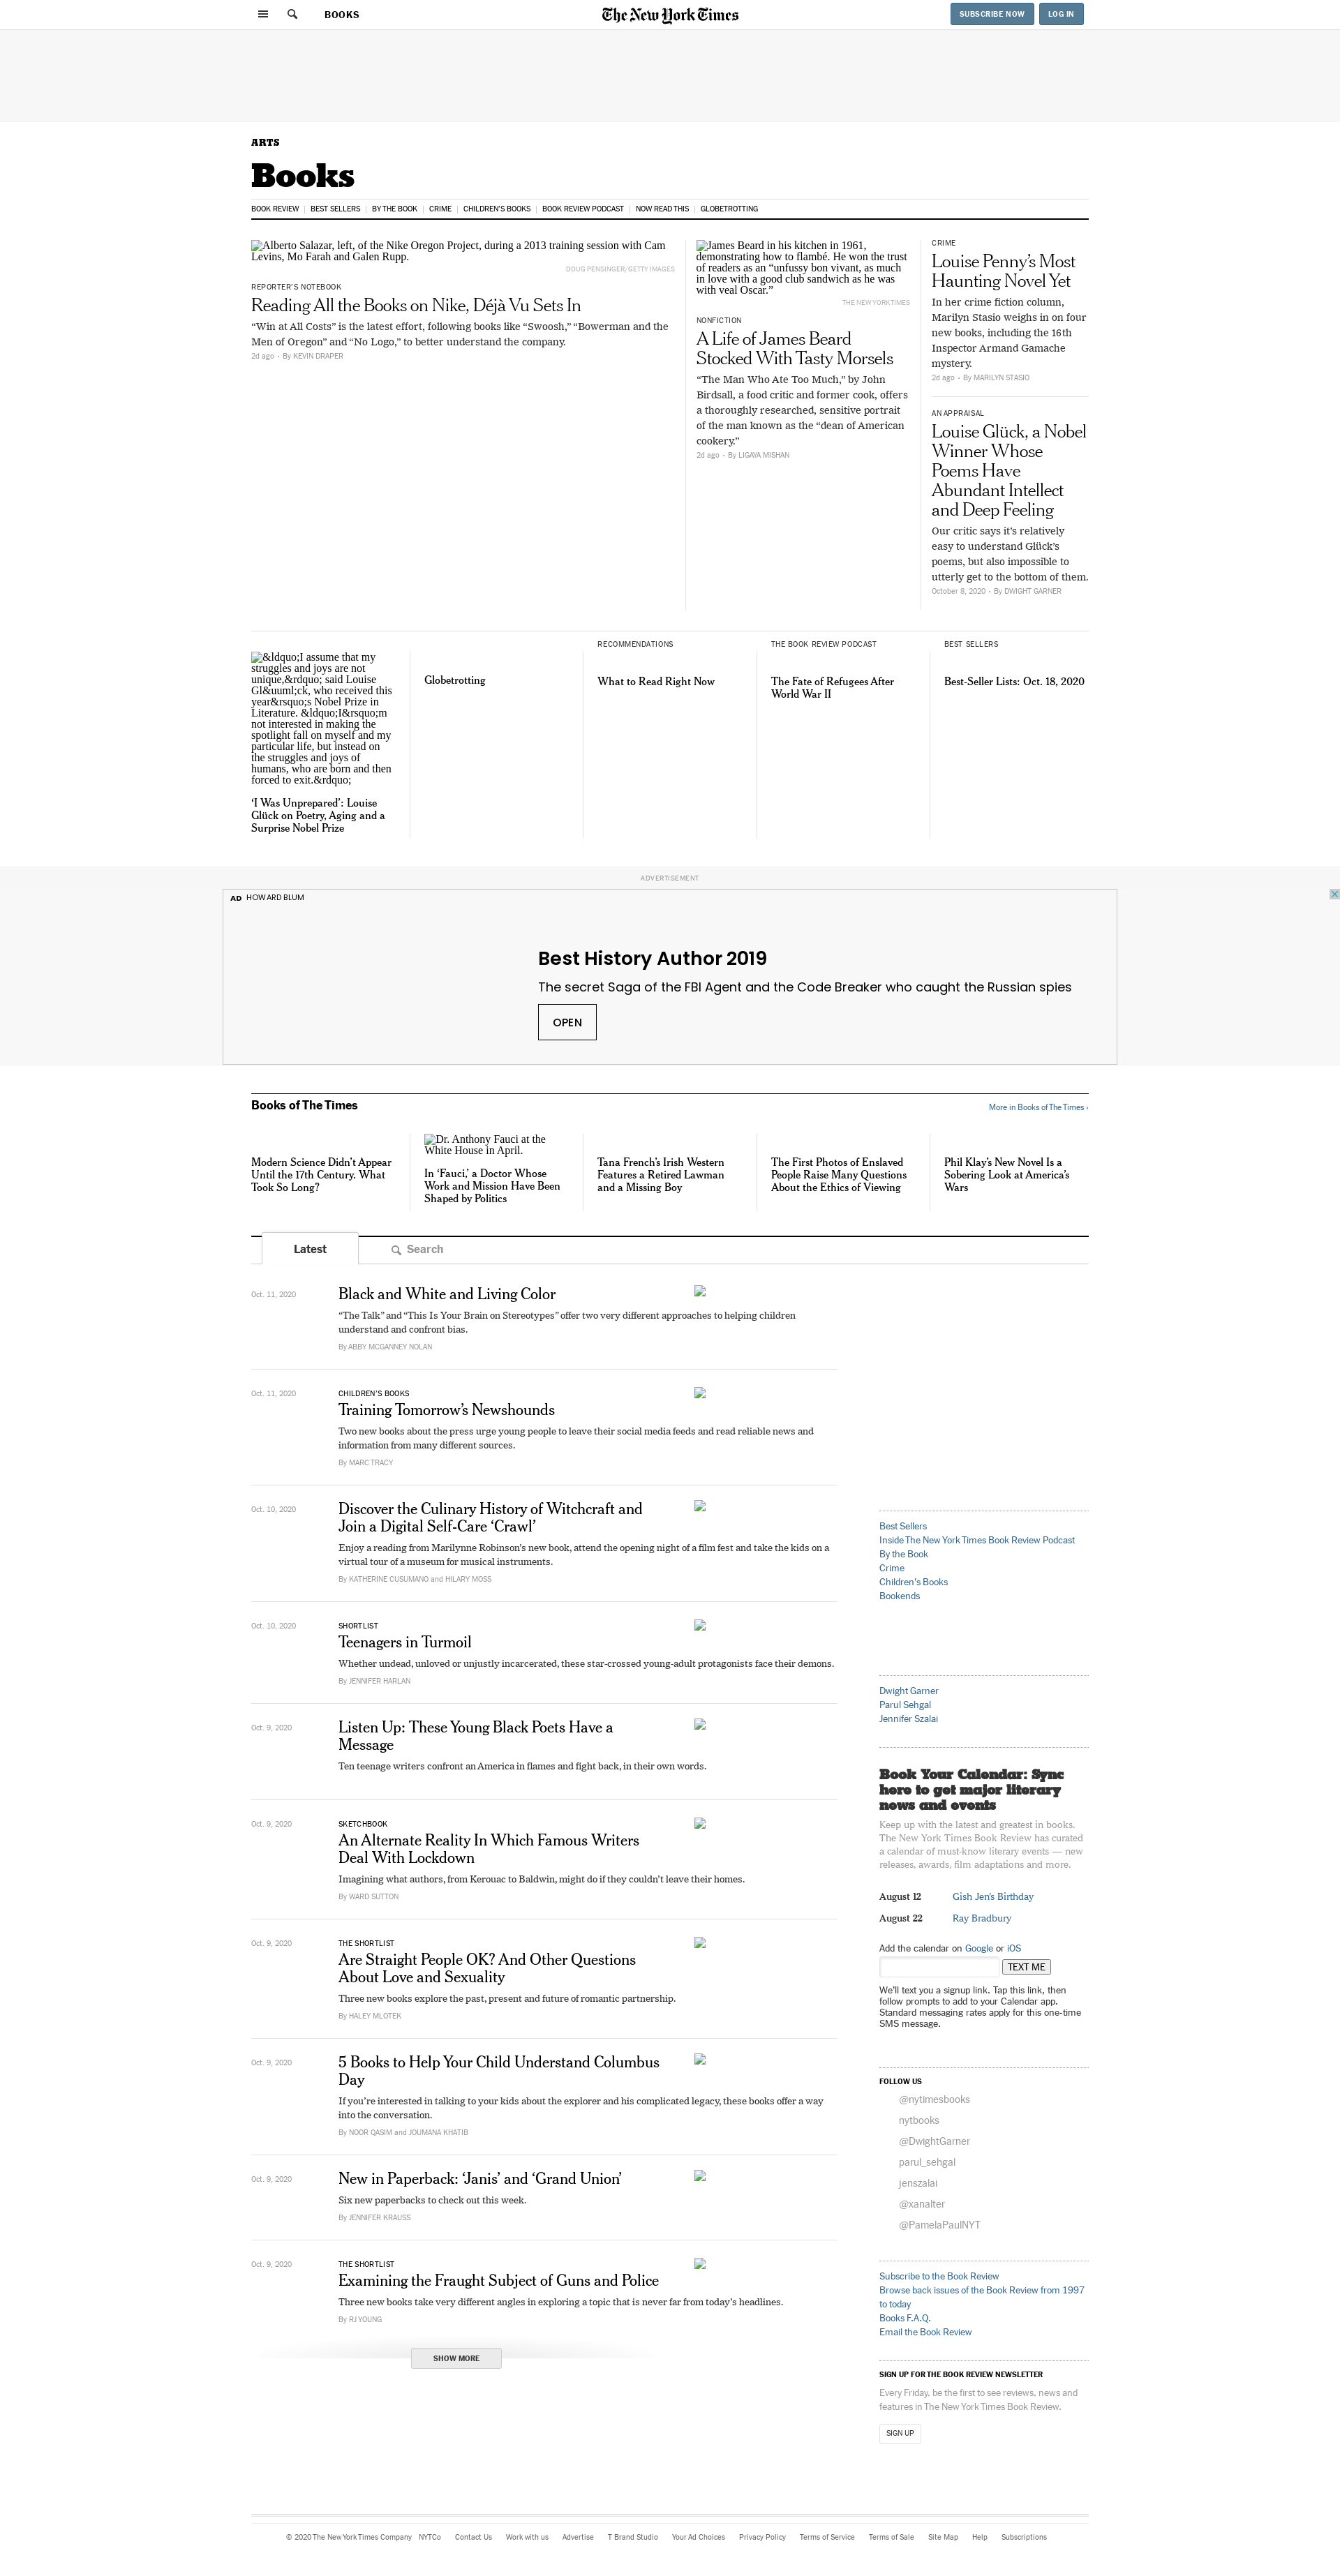 BOOKS
The New York Times
SUBSCRIBE NOW
LOG IN
ARTS
Books
BOOK REVIEW
BEST SELLERS
BY THE BOOK
CRIME
CHILDREN'S BOOKS
BOOK REVIEW PODCAST
NOW READ THIS
GLOBETROTTING
Alberto Salazar, left, of the Nike Oregon Project, during a 2013 training session with Cam
Levins, Mo Farah and Galen Rupp.
DOUG PENSINGER/GETTY IMAGES
REPORTER'S NOTEBOOK
Reading All the Books on Nike, Déjà Vu Sets In
“Win at All Costs” is the latest effort, following books like “Swoosh,” “Bowerman and the
Men of Oregon” and “No Logo,” to better understand the company.
2d ago • By KEVIN DRAPER
James Beard in his kitchen in 1961,
demonstrating how to flambé. He won the trust
of readers as an “unfussy bon vivant, as much
in love with a good club sandwich as he was
with veal Oscar.”
THE NEW YORK TIMES
NONFICTION
A Life of James Beard
Stocked With Tasty Morsels
“The Man Who Ate Too Much,” by John
Birdsall, a food critic and former cook, offers
a thoroughly researched, sensitive portrait
of the man known as the “dean of American
cookery.”
2d ago • By LIGAYA MISHAN
CRIME
Louise Penny’s Most
Haunting Novel Yet
In her crime fiction column,
Marilyn Stasio weighs in on four
new books, including the 16th
Inspector Armand Gamache
mystery.
2d ago • By MARILYN STASIO
AN APPRAISAL
Louise Glück, a Nobel
Winner Whose
Poems Have
Abundant Intellect
and Deep Feeling
Our critic says it’s relatively
easy to understand Glück’s
poems, but also impossible to
utterly get to the bottom of them.
October 8, 2020 • By DWIGHT GARNER
&ldquo;I assume that my
struggles and joys are not
unique,&rdquo; said Louise
Gl&uuml;ck, who received this
year&rsquo;s Nobel Prize in
Literature. &ldquo;I&rsquo;m
not interested in making the
spotlight fall on myself and my
particular life, but instead on
the struggles and joys of
humans, who are born and then
forced to exit.&rdquo;
‘I Was Unprepared’: Louise
Glück on Poetry, Aging and a
Surprise Nobel Prize
Globetrotting
RECOMMENDATIONS
What to Read Right Now
THE BOOK REVIEW PODCAST
The Fate of Refugees After
World War II
BEST SELLERS
Best-Seller Lists: Oct. 18, 2020
ADVERTISEMENT
AD HOWARD BLUM
Best History Author 2019
The secret Saga of the FBI Agent and the Code Breaker who caught the Russian spies
OPEN
Books of The Times
More in Books of The Times ›
Modern Science Didn’t Appear
Until the 17th Century. What
Took So Long?
Dr. Anthony Fauci at the
White House in April.
In ‘Fauci,’ a Doctor Whose
Work and Mission Have Been
Shaped by Politics
Tana French’s Irish Western
Features a Retired Lawman
and a Missing Boy
The First Photos of Enslaved
People Raise Many Questions
About the Ethics of Viewing
Phil Klay’s New Novel Is a
Sobering Look at America’s
Wars
Latest
Search
Oct. 11, 2020
Black and White and Living Color
“The Talk” and “This Is Your Brain on Stereotypes” offer two very different approaches to helping children
understand and confront bias.
By ABBY MCGANNEY NOLAN
Oct. 11, 2020
CHILDREN'S BOOKS
Training Tomorrow’s Newshounds
Two new books about the press urge young people to leave their social media feeds and read reliable news and
information from many different sources.
By MARC TRACY
Oct. 10, 2020
Discover the Culinary History of Witchcraft and
Join a Digital Self-Care ‘Crawl’
Enjoy a reading from Marilynne Robinson’s new book, attend the opening night of a film fest and take the kids on a
virtual tour of a museum for musical instruments.
By KATHERINE CUSUMANO and HILARY MOSS
Oct. 10, 2020
SHORTLIST
Teenagers in Turmoil
Whether undead, unloved or unjustly incarcerated, these star-crossed young-adult protagonists face their demons.
By JENNIFER HARLAN
Oct. 9, 2020
Listen Up: These Young Black Poets Have a
Message
Ten teenage writers confront an America in flames and fight back, in their own words.
Oct. 9, 2020
SKETCHBOOK
An Alternate Reality In Which Famous Writers
Deal With Lockdown
Imagining what authors, from Kerouac to Baldwin, might do if they couldn’t leave their homes.
By WARD SUTTON
Oct. 9, 2020
THE SHORTLIST
Are Straight People OK? And Other Questions
About Love and Sexuality
Three new books explore the past, present and future of romantic partnership.
By HALEY MLOTEK
Oct. 9, 2020
5 Books to Help Your Child Understand Columbus
Day
If you’re interested in talking to your kids about the explorer and his complicated legacy, these books offer a way
into the conversation.
By NOOR QASIM and JOUMANA KHATIB
Oct. 9, 2020
New in Paperback: ‘Janis’ and ‘Grand Union’
Six new paperbacks to check out this week.
By JENNIFER KRAUSS
Oct. 9, 2020
THE SHORTLIST
Examining the Fraught Subject of Guns and Police
Three new books take very different angles in exploring a topic that is never far from today’s headlines.
By RJ YOUNG
SHOW MORE
Best Sellers
Inside The New York Times Book Review Podcast
By the Book
Crime
Children's Books
Bookends
Dwight Garner
Parul Sehgal
Jennifer Szalai
Book Your Calendar: Sync
here to get major literary
news and events
Keep up with the latest and greatest in books.
The New York Times Book Review has curated
a calendar of must-know literary events — new
releases, awards, film adaptations and more.
August 12 Gish Jen's Birthday
August 22 Ray Bradbury
Add the calendar on Google or iOS
TEXT ME
We'll text you a signup link. Tap this link, then
follow prompts to add to your Calendar app.
Standard messaging rates apply for this one-time
SMS message.
FOLLOW US
@nytimesbooks
nytbooks
@DwightGarner
parul_sehgal
jenszalai
@xanalter
@PamelaPaulNYT
Subscribe to the Book Review
Browse back issues of the Book Review from 1997
to today
Books F.A.Q.
Email the Book Review
SIGN UP FOR THE BOOK REVIEW NEWSLETTER
Every Friday, be the first to see reviews, news and
features in The New York Times Book Review.
SIGN UP
© 2020 The New York Times Company NYTCo Contact Us Work with us Advertise T Brand Studio Your Ad Choices Privacy Policy Terms of Service Terms of Sale Site Map Help Subscriptions